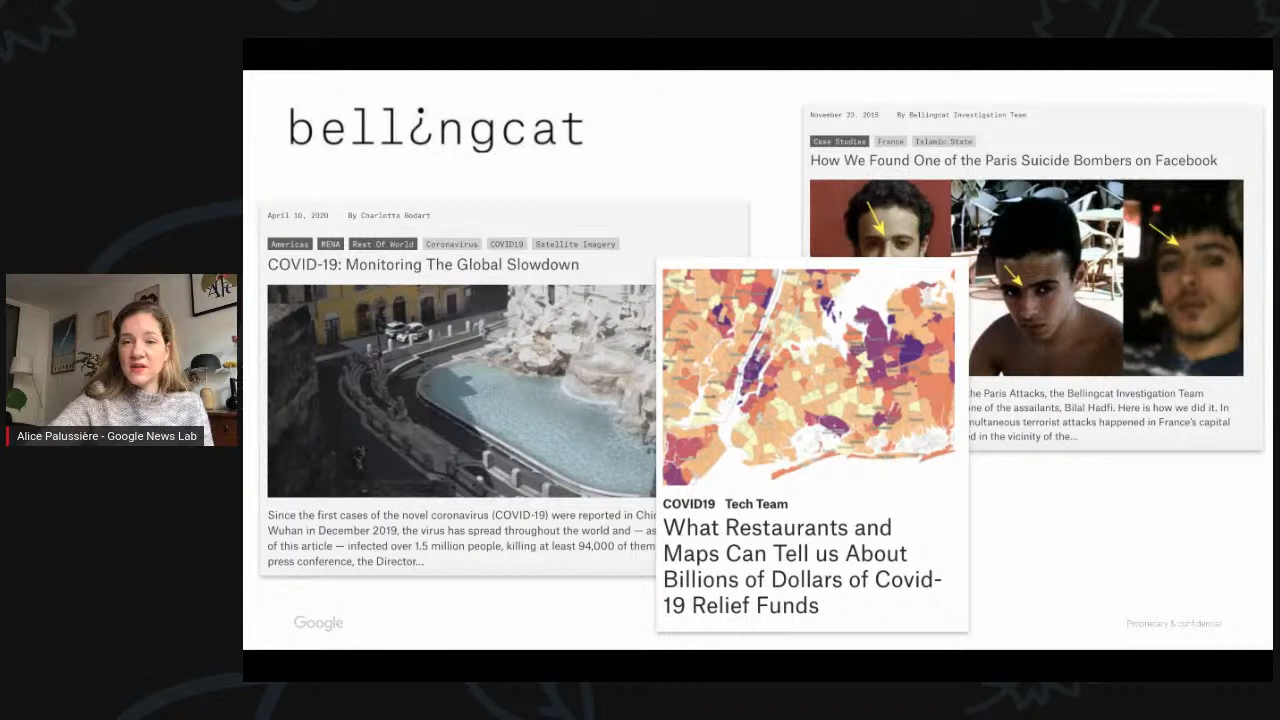 bell¿ngcat
November 23, 2015 By Bellingcat Investigation Team
Case Studies France Islamic State
How We Found One of the Paris Suicide Bombers on Facebook
he Paris Attacks, the Bellingcat Investigation Team
ne of the assailants, Bilal Hadfi. Here is how we did it. In
multaneous terrorist attacks happened in France's capital
ed in the vicinity of the...
April 10, 2020 By Charlotte Godart
Americas MENA Rest Of World Coronavirus COVID19 Satellite Imagery
COVID-19: Monitoring The Global Slowdown
Since the first cases of the novel coronavirus (COVID-19) were reported in Chin
Wuhan in December 2019, the virus has spread throughout the world and — as
of this article — infected over 1.5 million people, killing at least 94,000 of them
press conference, the Director...
COVID19 Tech Team
What Restaurants and
Maps Can Tell us About
Billions of Dollars of Covid-
19 Relief Funds
Google
Proprietary & confidential
Alice Palussière - Google News Lab